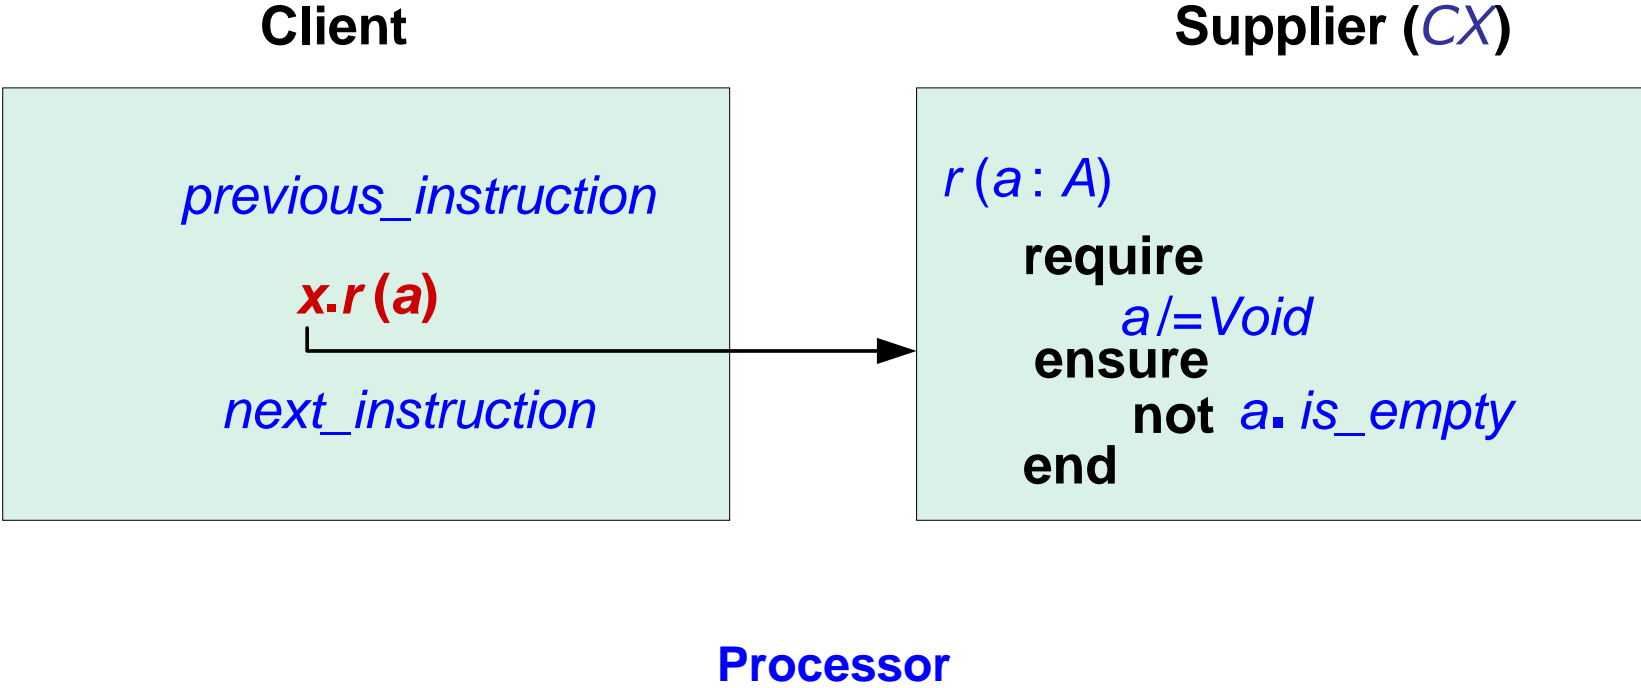 Client
Supplier (CX)
previous_instruction
x.r (a)
next_instruction
r (a : A)
require
a /= Void
ensure
not a. is_empty
end
Processor